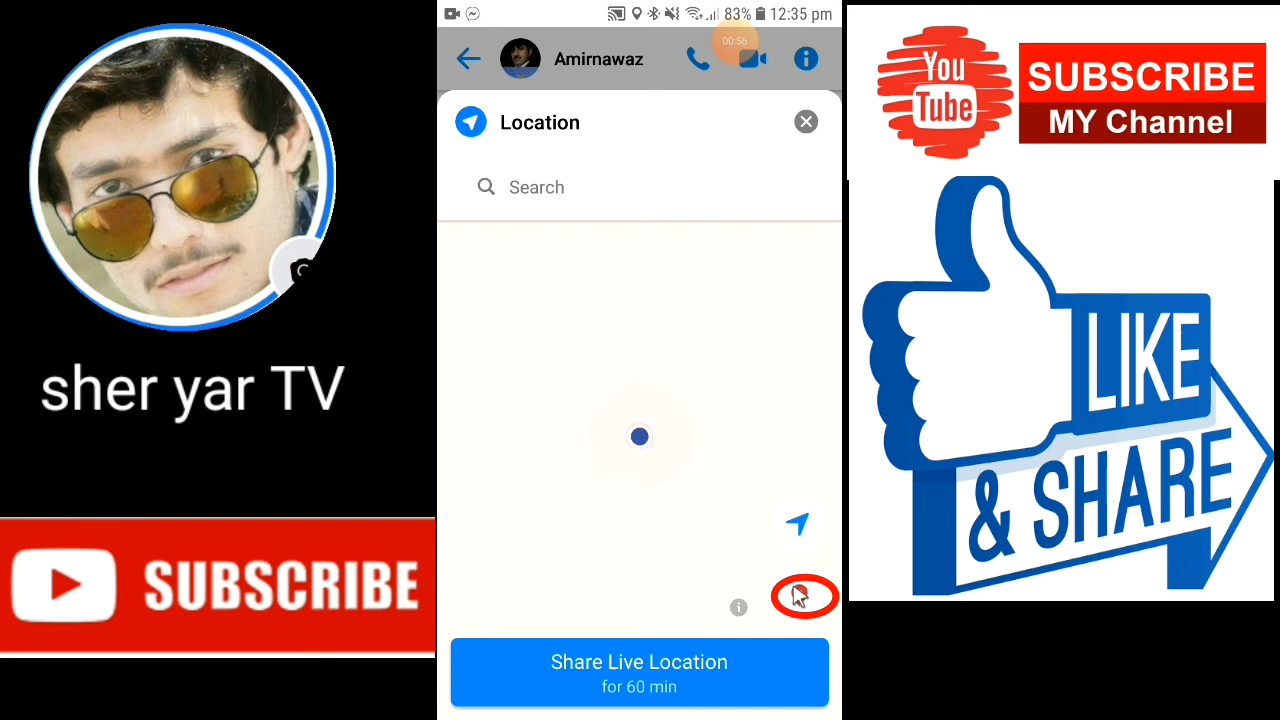 83% 12:35 pm
00:56
Amirnawaz
Location
Search
Share Live Location
for 60 min
sher yar TV
SUBSCRIBE
You
Tube
SUBSCRIBE
MY Channel
LIKE
& SHARE